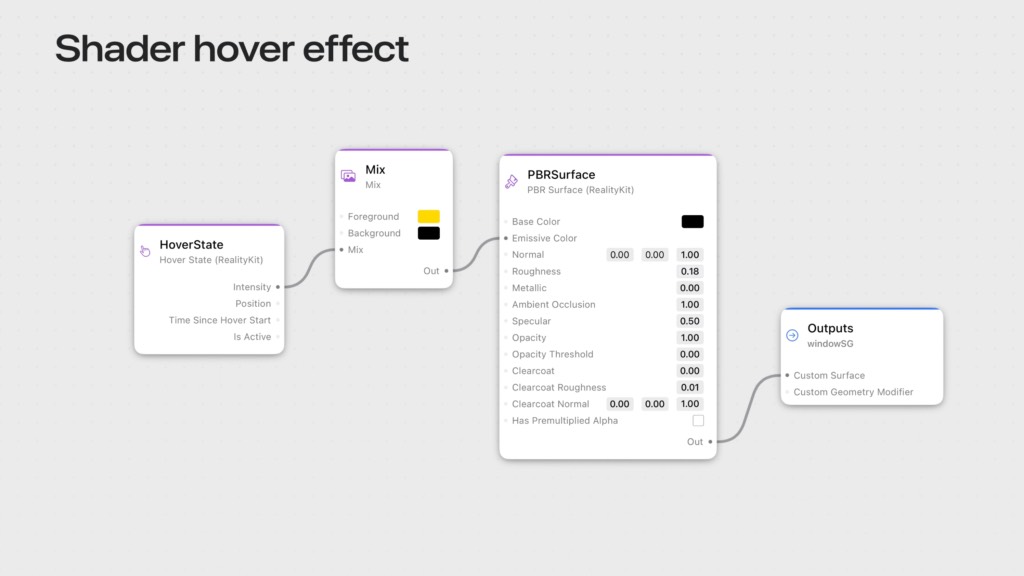 Shader hover effect
HoverState
Hover State (RealityKit)
Intensity
Position
Time Since Hover Start
Is Active
Mix
Mix
Foreground
Background
Mix
Out
PBRSurface
PBR Surface (RealityKit)
Base Color
Emissive Color
Normal 0.00 0.00 1.00
Roughness 0.18
Metallic 0.00
Ambient Occlusion 1.00
Specular 0.50
Opacity 1.00
Opacity Threshold 0.00
Clearcoat 0.00
Clearcoat Roughness 0.01
Clearcoat Normal 0.00 0.00 1.00
Has Premultiplied Alpha
Out
Outputs
windowSG
Custom Surface
Custom Geometry Modifier